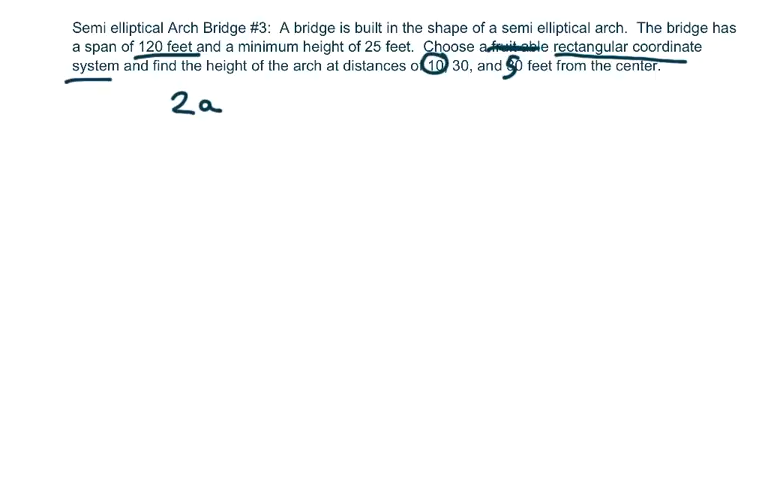 Semi elliptical Arch Bridge #3: A bridge is built in the shape of a semi elliptical arch. The bridge has
a span of 120 feet and a minimum height of 25 feet. Choose a rectangular coordinate
system and find the height of the arch at distances of 10, 30, and 50 feet from the center.
2a